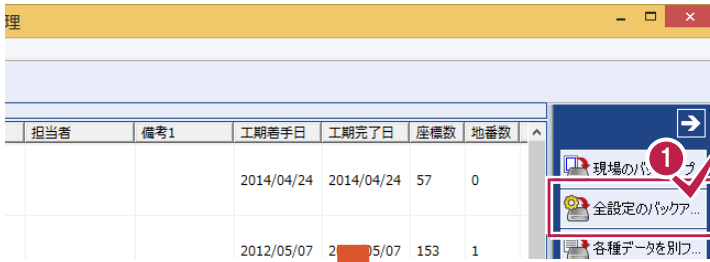 理
担当者 備考1 工期着手日 工期完了日 座標数 地番数
現場のバ
1
2014/04/24 2014/04/24 57 0
全設定のバックア...
2012/05/07 05/07 153 1
各種データを別フ...